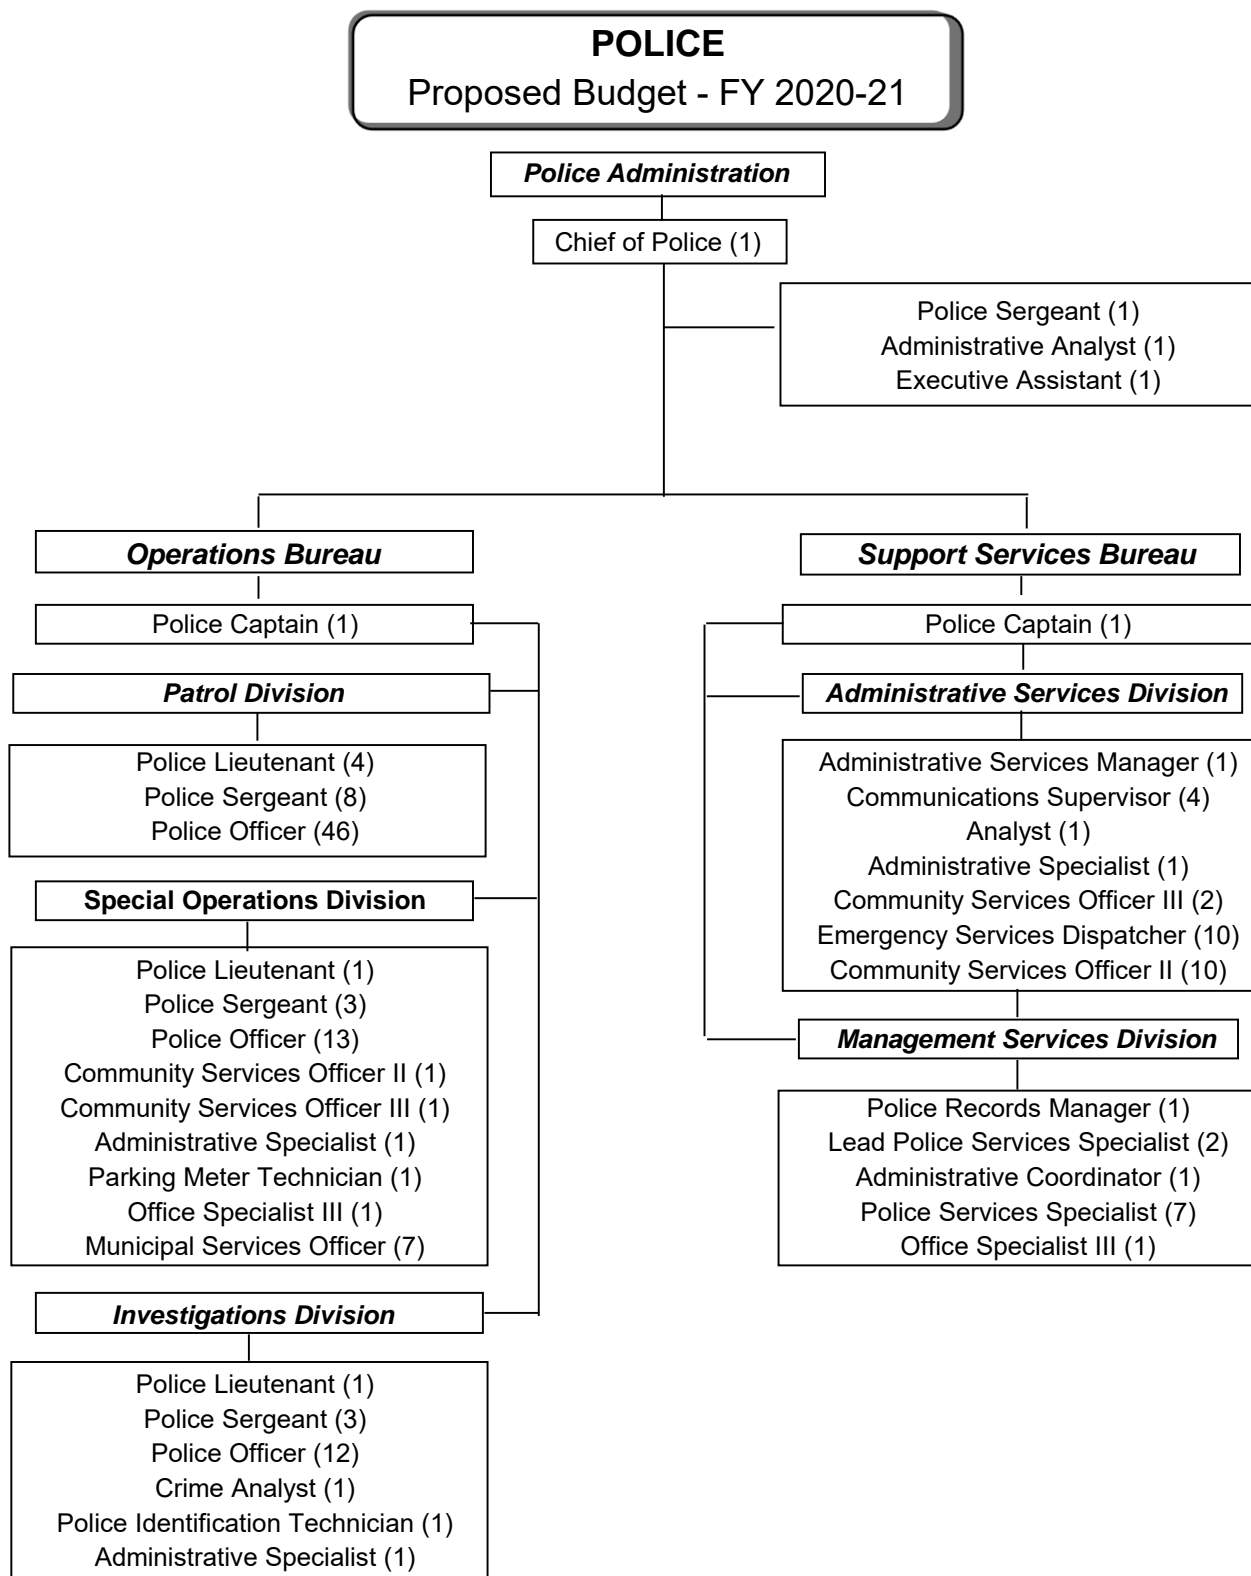 POLICE
Proposed Budget - FY 2020-21
Police Administration
Chief of Police (1)
Police Sergeant (1)
Administrative Analyst (1)
Executive Assistant (1)
Operations Bureau
Police Captain (1)
Patrol Division
Police Lieutenant (4)
Police Sergeant (8)
Police Officer (46)
Special Operations Division
Police Lieutenant (1)
Police Sergeant (3)
Police Officer (13)
Community Services Officer II (1)
Community Services Officer III (1)
Administrative Specialist (1)
Parking Meter Technician (1)
Office Specialist III (1)
Municipal Services Officer (7)
Investigations Division
Police Lieutenant (1)
Police Sergeant (3)
Police Officer (12)
Crime Analyst (1)
Police Identification Technician (1)
Administrative Specialist (1)
Support Services Bureau
Police Captain (1)
Administrative Services Division
Administrative Services Manager (1)
Communications Supervisor (4)
Analyst (1)
Administrative Specialist (1)
Community Services Officer III (2)
Emergency Services Dispatcher (10)
Community Services Officer II (10)
Management Services Division
Police Records Manager (1)
Lead Police Services Specialist (2)
Administrative Coordinator (1)
Police Services Specialist (7)
Office Specialist III (1)